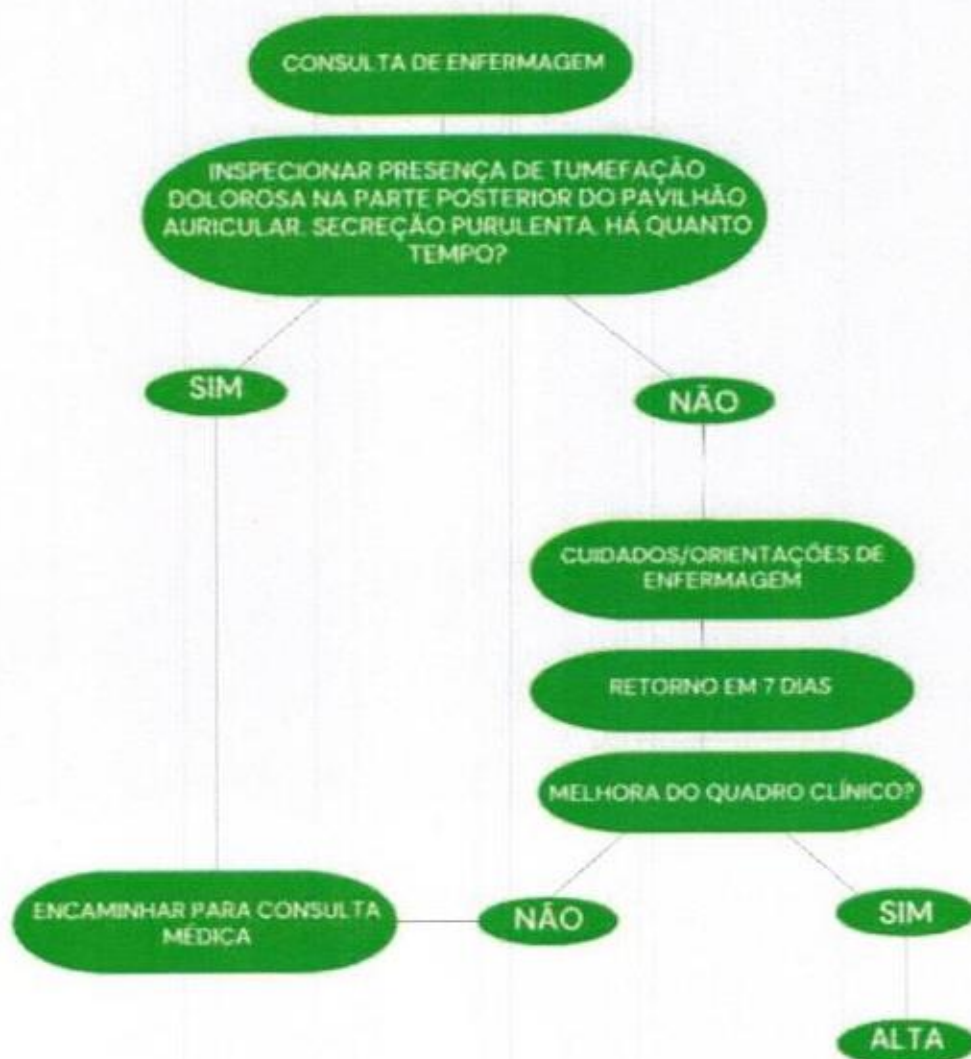 CONSULTA DE ENFERMAGEM
INSPECIONAR PRESENÇA DE TUMEFAÇÃO
DOLOROSA NA PARTE POSTERIOR DO PAVILHÃO
AURICULAR. SECREÇÃO PURULENTA. HÁ QUANTO
TEMPO?
SIM
NÃO
CUIDADOS/ORIENTAÇÕES DE
ENFERMAGEM
RETORNO EM 7 DIAS
MELHORA DO QUADRO CLÍNICO?
ENCAMINHAR PARA CONSULTA
MÉDICA
NÃO
SIM
ALTA